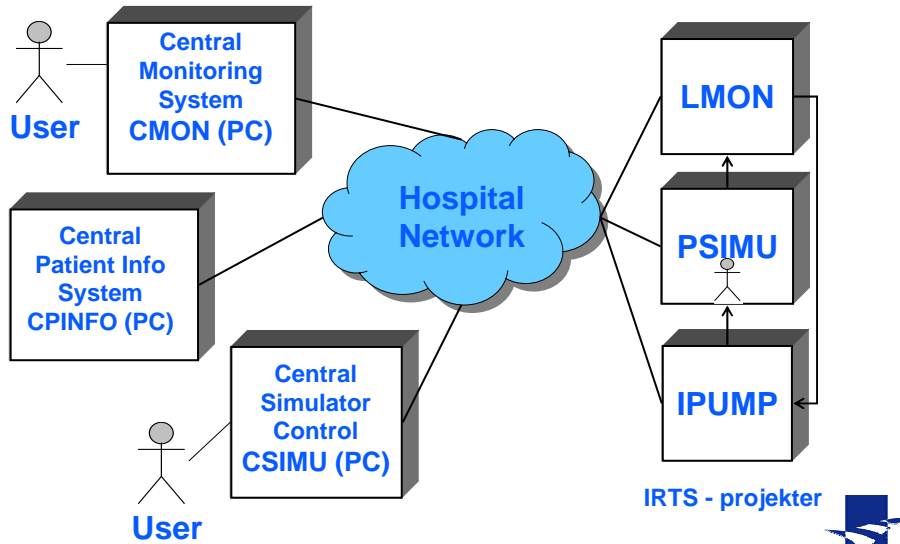 Central
Monitoring
System
CMON (PC)
User
Central
Patient Info
System
CPINFO (PC)
Central
Simulator
Control
CSIMU (PC)
User
Hospital
Network
LMON
PSIMU
IPUMP
IRTS - projekter